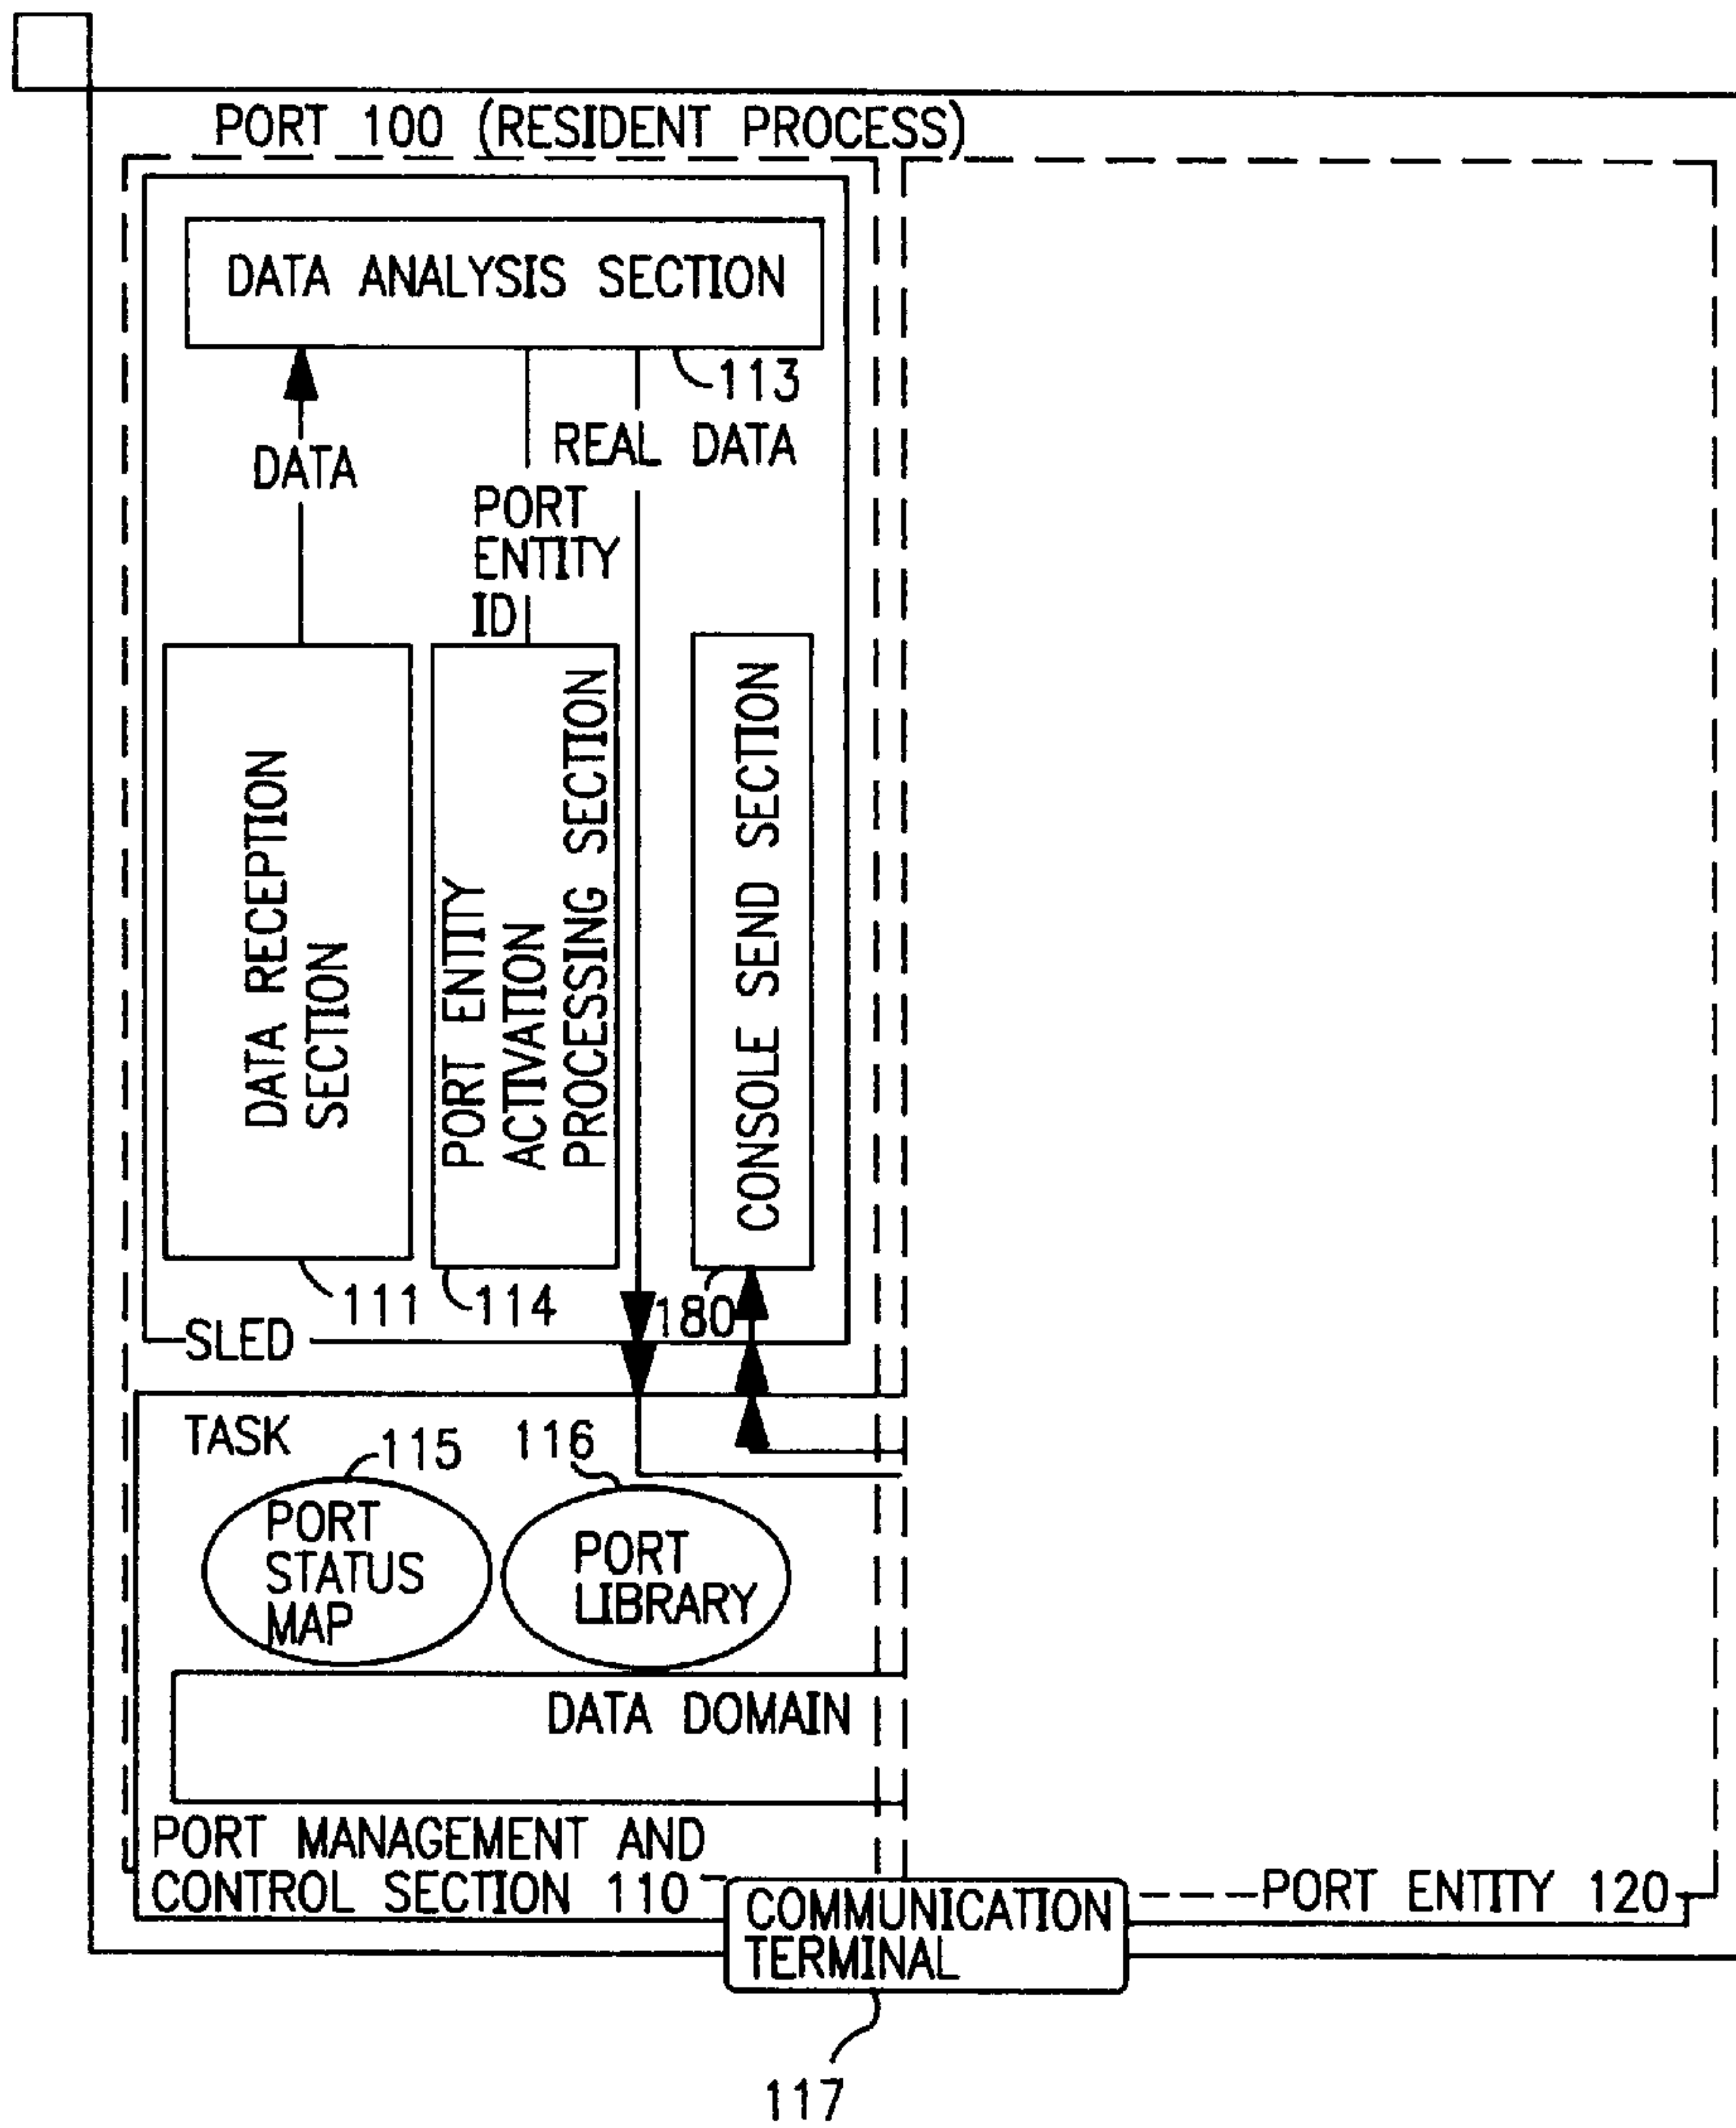 PORT 100 (RESIDENT PROCESS)
DATA ANALYSIS SECTION
113
DATA
REAL DATA
PORT
ENTITY
ID
DATA RECEPTION
SECTION
PORT ENTITY
ACTIVATION
PROCESSING SECTION
CONSOLE SEND SECTION
111
114
180
SLED
TASK
115
116
PORT
STATUS
MAP
PORT
LIBRARY
DATA DOMAIN
PORT MANAGEMENT AND
CONTROL SECTION 110
COMMUNICATION
TERMINAL
PORT ENTITY 120
117